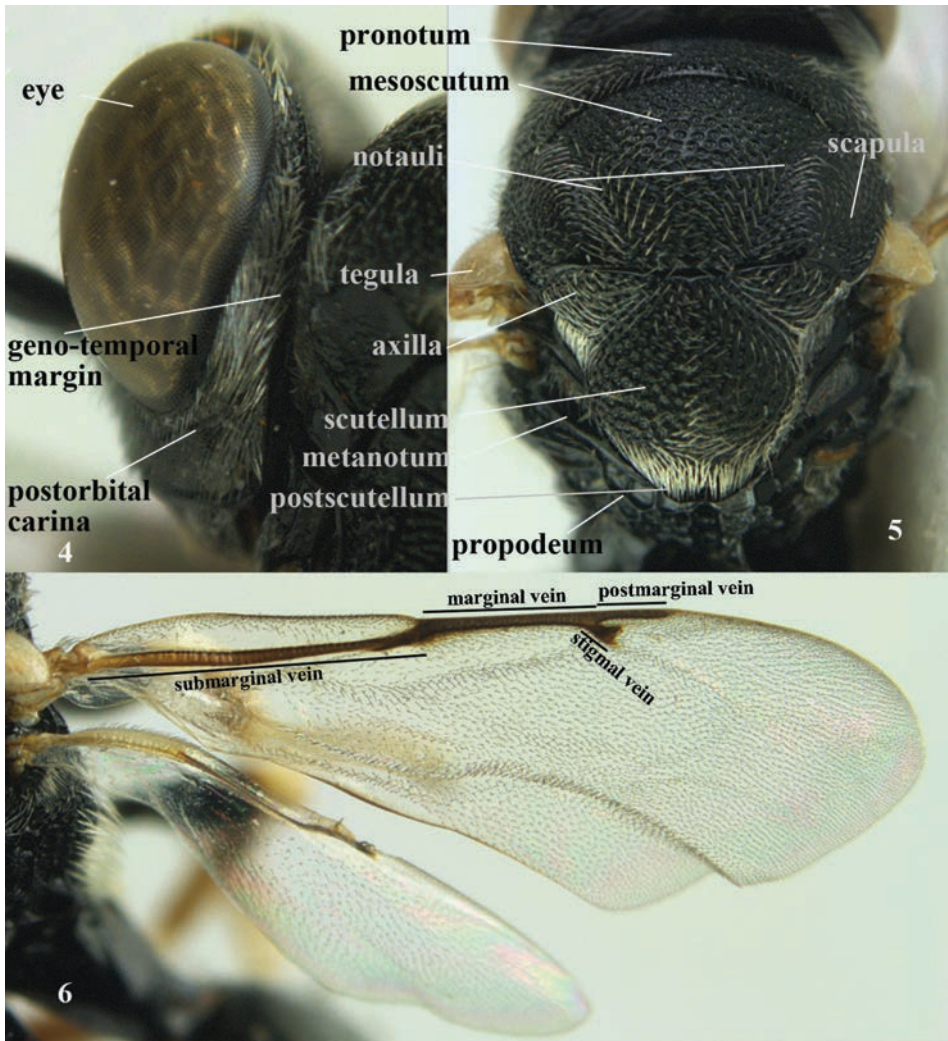 eye
geno-temporal
margin
postorbital
carina
4
pronotum
mesoscutum
notauli
scapula
tegula
axilla
scutellum
metanotum
postscutellum
propodeum
5
marginal vein
postmarginal vein
stigmal vein
submarginal vein
6